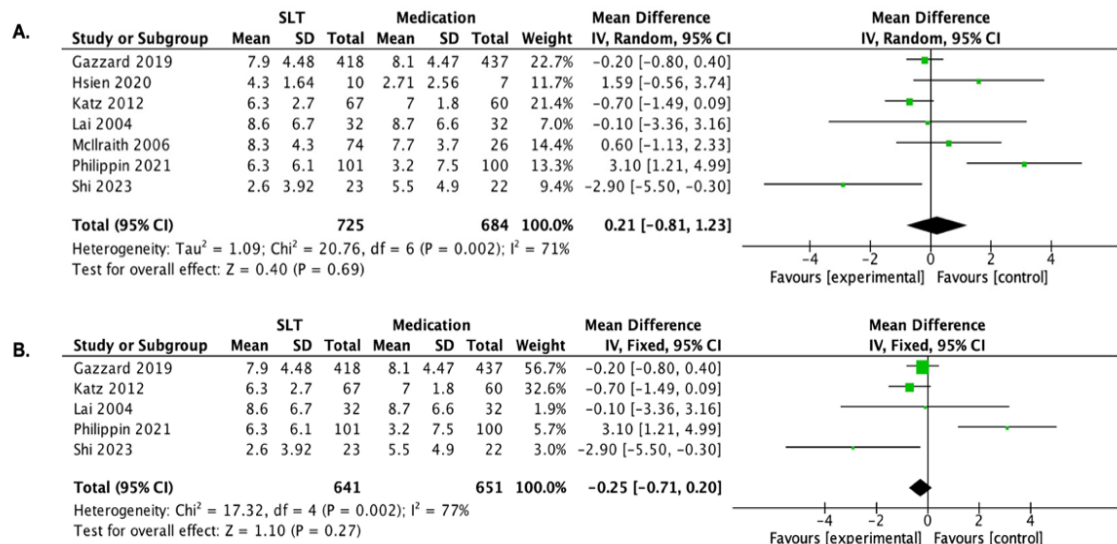 A.
SLT Medication Mean Difference Mean Difference
Study or Subgroup Mean SD Total Mean SD Total Weight IV, Random, 95% CI IV, Random, 95% CI
Gazzard 2019 7.9 4.48 418 8.1 4.47 437 22.7% −0.20 [−0.80, 0.40]
Hsien 2020 4.3 1.64 10 2.71 2.56 7 11.7% 1.59 [−0.56, 3.74]
Katz 2012 6.3 2.7 67 7 1.8 60 21.4% −0.70 [−1.49, 0.09]
Lai 2004 8.6 6.7 32 8.7 6.6 32 7.0% −0.10 [−3.36, 3.16]
McIlraith 2006 8.3 4.3 74 7.7 3.7 26 14.4% 0.60 [−1.13, 2.33]
Philippin 2021 6.3 6.1 101 3.2 7.5 100 13.3% 3.10 [1.21, 4.99]
Shi 2023 2.6 3.92 23 5.5 4.9 22 9.4% −2.90 [−5.50, −0.30]
Total (95% CI) 725 684 100.0% 0.21 [−0.81, 1.23]
Heterogeneity: Tau² = 1.09; Chi² = 20.76, df = 6 (P = 0.002); I² = 71%
Test for overall effect: Z = 0.40 (P = 0.69)
−4 −2 0 2 4
Favours [experimental] Favours [control]
B.
SLT Medication Mean Difference Mean Difference
Study or Subgroup Mean SD Total Mean SD Total Weight IV, Fixed, 95% CI IV, Fixed, 95% CI
Gazzard 2019 7.9 4.48 418 8.1 4.47 437 56.7% −0.20 [−0.80, 0.40]
Katz 2012 6.3 2.7 67 7 1.8 60 32.6% −0.70 [−1.49, 0.09]
Lai 2004 8.6 6.7 32 8.7 6.6 32 1.9% −0.10 [−3.36, 3.16]
Philippin 2021 6.3 6.1 101 3.2 7.5 100 5.7% 3.10 [1.21, 4.99]
Shi 2023 2.6 3.92 23 5.5 4.9 22 3.0% −2.90 [−5.50, −0.30]
Total (95% CI) 641 651 100.0% −0.25 [−0.71, 0.20]
Heterogeneity: Chi² = 17.32, df = 4 (P = 0.002); I² = 77%
Test for overall effect: Z = 1.10 (P = 0.27)
−4 −2 0 2 4
Favours [experimental] Favours [control]